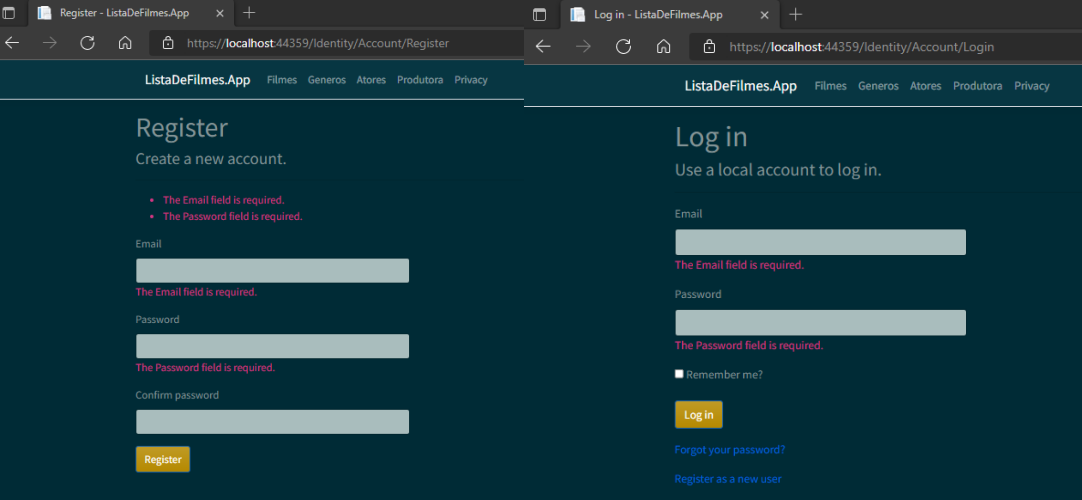 Register - ListaDeFilmes.App
https://localhost:44359/Identity/Account/Register
ListaDeFilmes.App Filmes Generos Atores Produtora Privacy
Register
Create a new account.
• The Email field is required.
• The Password field is required.
Email
The Email field is required.
Password
The Password field is required.
Confirm password
Register
Log in - ListaDeFilmes.App
https://localhost:44359/Identity/Account/Login
ListaDeFilmes.App Filmes Generos Atores Produtora Privacy
Log in
Use a local account to log in.
Email
The Email field is required.
Password
The Password field is required.
Remember me?
Log in
Forgot your password?
Register as a new user